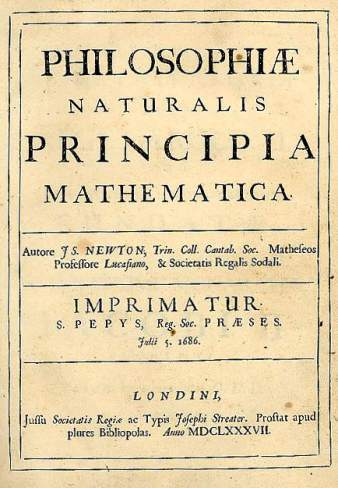 PHILOSOPHIÆ
NATURALIS
PRINCIPIA
MATHEMATICA.
Autore JS. NEWTON, Trin. Coll. Cantab. Soc. Matheseos
Professore Lucasiano, & Societatis Regalis Sodali.
IMPRIMATUR·
S. PEPYS, Reg. Soc. PRÆSES.
Julii 5. 1686.
LONDINI,
Jussu Societatis Regiæ ac Typis Josephi Streater. Prostat apud
plures Bibliopolas. Anno MDCLXXXVII.